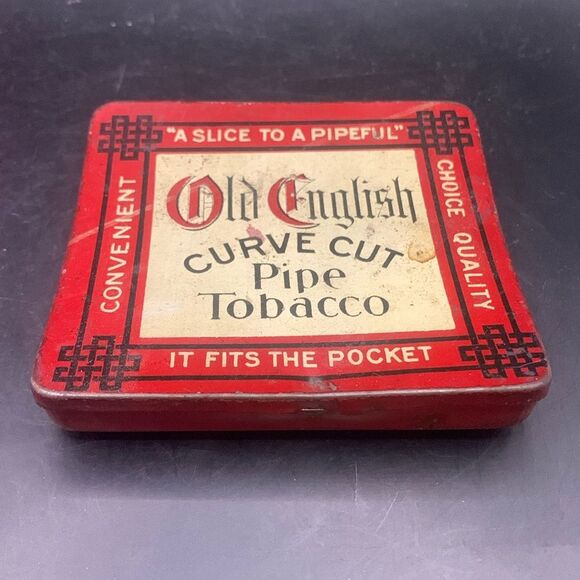 "A SLICE TO A PIPEFUL"
CONVENIENT
Old English
CURVE CUT
Pipe
Tobacco
CHOICE QUALITY
IT FITS THE POCKET